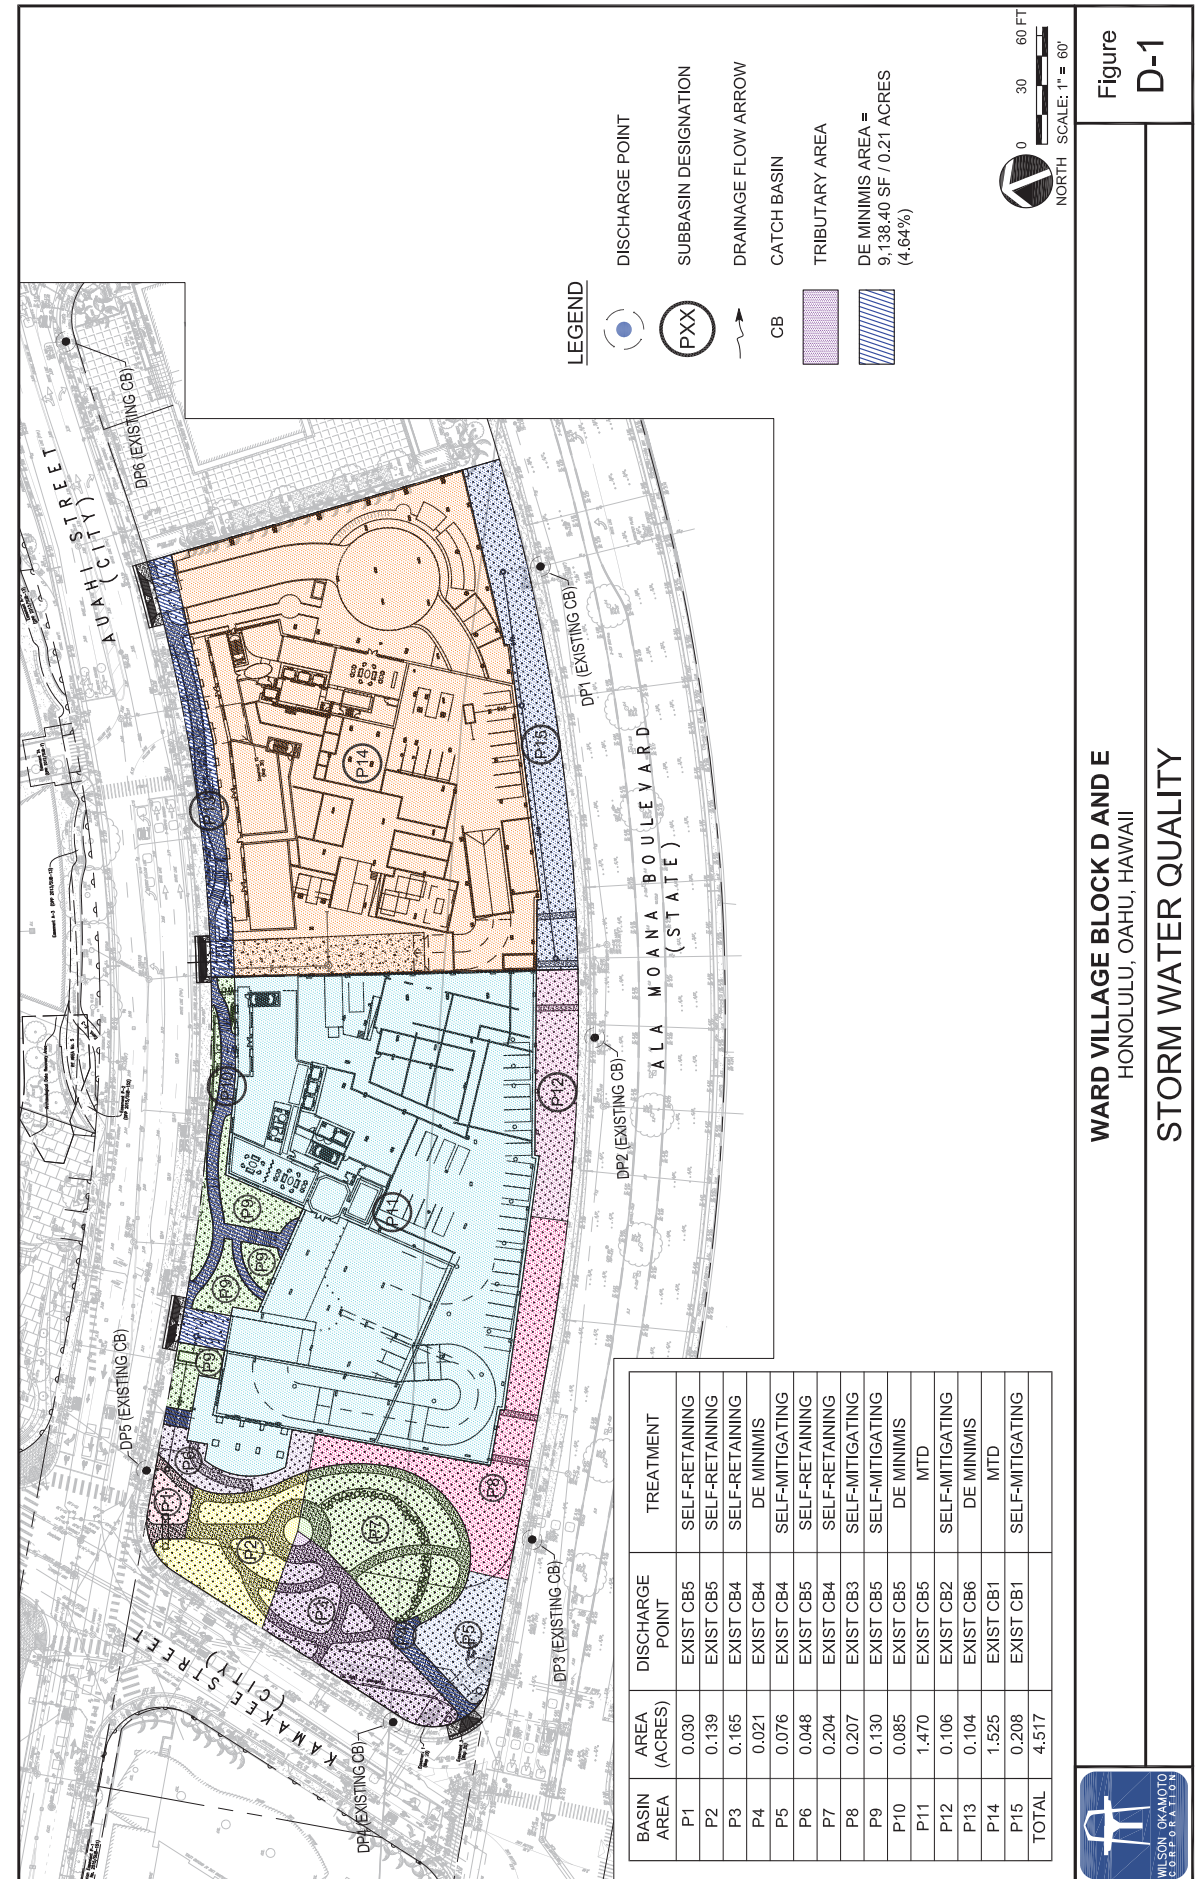 AUAHI STREET
(CITY)
DP6 (EXISTING CB)
DP5 (EXISTING CB)
KAMAKEE STREET
(CITY)
DP4 (EXISTING CB)
DP3 (EXISTING CB)
DP2 (EXISTING CB)
DP1 (EXISTING CB)
ALA MOANA BOULEVARD
(STATE)
P1
P2
P7
P8
P5
P9
P9
P9
P9
P11
P12
P14
P15
LEGEND
DISCHARGE POINT
PXX SUBBASIN DESIGNATION
DRAINAGE FLOW ARROW
CB CATCH BASIN
TRIBUTARY AREA
DE MINIMIS AREA =
9,138.40 SF / 0.21 ACRES
(4.64%)
NORTH
0 30 60 FT
SCALE: 1" = 60'
BASIN AREA AREA (ACRES) DISCHARGE POINT TREATMENT
P1 0.030 EXIST CB5 SELF-RETAINING
P2 0.139 EXIST CB5 SELF-RETAINING
P3 0.165 EXIST CB4 SELF-RETAINING
P4 0.021 EXIST CB4 DE MINIMIS
P5 0.076 EXIST CB4 SELF-MITIGATING
P6 0.048 EXIST CB5 SELF-RETAINING
P7 0.204 EXIST CB4 SELF-RETAINING
P8 0.207 EXIST CB3 SELF-MITIGATING
P9 0.130 EXIST CB5 SELF-MITIGATING
P10 0.085 EXIST CB5 DE MINIMIS
P11 1.470 EXIST CB5 MTD
P12 0.106 EXIST CB2 SELF-MITIGATING
P13 0.104 EXIST CB6 DE MINIMIS
P14 1.525 EXIST CB1 MTD
P15 0.208 EXIST CB1 SELF-MITIGATING
TOTAL 4.517
WILSON OKAMOTO
CORPORATION
WARD VILLAGE BLOCK D AND E
HONOLULU, OAHU, HAWAII
STORM WATER QUALITY
Figure
D-1